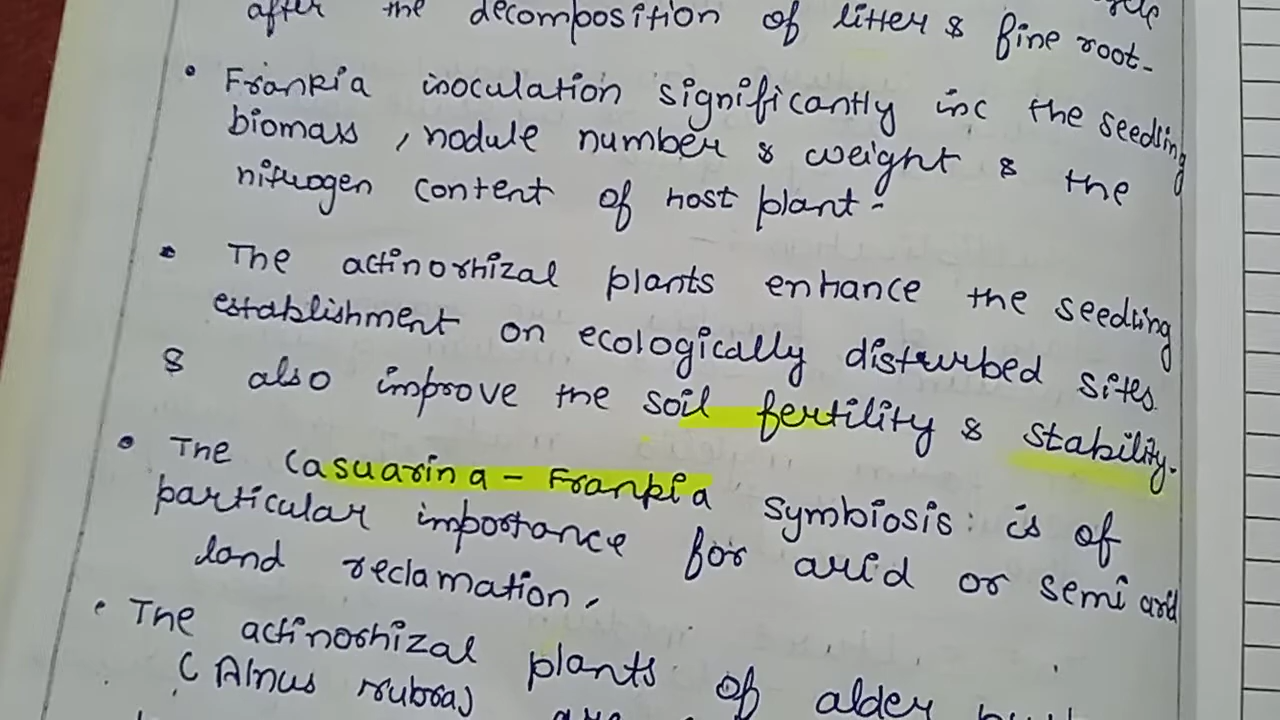 after the decomposition of litter & fine root.
• Frankia inoculation significantly inc the seedling
biomass, nodule number & weight & the
nitrogen content of host plant.
• The actinorhizal plants enhance the seedling
establishment on ecologically disturbed sites.
& also improve the soil fertility & stability.
• The Casuarina - Frankia symbiosis: is of
particular importance for arid or semi arid
land reclamation.
• The actinorhizal plants of alder
(Alnus rubra) are